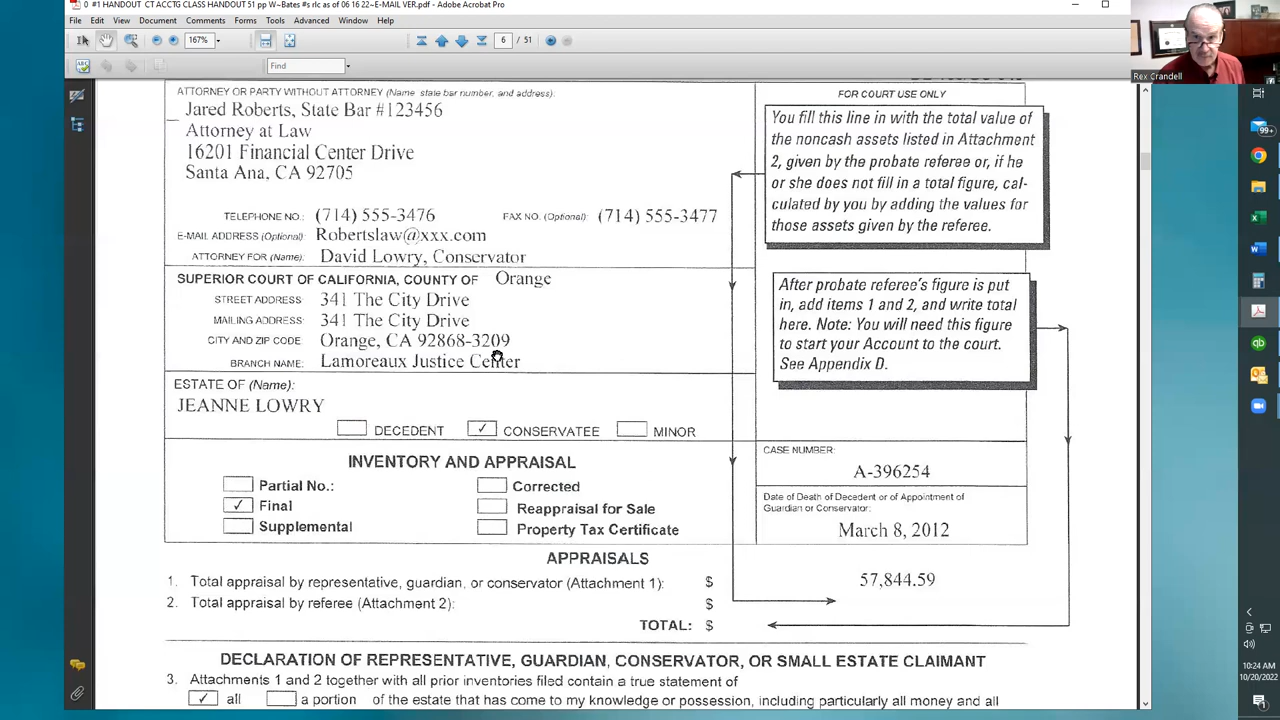 0 #1 HANDOUT CT ACCTG CLASS HANDOUT 51 pp W~Bates #s rlc as of 06 16 22~E-MAIL VER.pdf - Adobe Acrobat Pro
File Edit View Document Comments Forms Tools Advanced Window Help
167% 6 / 51
Find
Rex Crandell
ATTORNEY OR PARTY WITHOUT ATTORNEY (Name, state bar number, and address):
FOR COURT USE ONLY
Jared Roberts, State Bar #123456
Attorney at Law
16201 Financial Center Drive
Santa Ana, CA 92705
TELEPHONE NO.: (714) 555-3476 FAX NO. (Optional): (714) 555-3477
E-MAIL ADDRESS (Optional): Robertslaw@xxx.com
ATTORNEY FOR (Name): David Lowry, Conservator
You fill this line in with the total value of
the noncash assets listed in Attachment
2, given by the probate referee or, if he
or she does not fill in a total figure, cal-
culated by you by adding the values for
those assets given by the referee.
SUPERIOR COURT OF CALIFORNIA, COUNTY OF Orange
STREET ADDRESS: 341 The City Drive
MAILING ADDRESS: 341 The City Drive
CITY AND ZIP CODE: Orange, CA 92868-3209
BRANCH NAME: Lamoreaux Justice Center
After probate referee's figure is put
in, add items 1 and 2, and write total
here. Note: You will need this figure
to start your Account to the court.
See Appendix D.
ESTATE OF (Name):
JEANNE LOWRY
DECEDENT ✓ CONSERVATEE MINOR
INVENTORY AND APPRAISAL
Partial No.: Corrected
✓ Final Reappraisal for Sale
Supplemental Property Tax Certificate
CASE NUMBER:
A-396254
Date of Death of Decedent or of Appointment of
Guardian or Conservator:
March 8, 2012
APPRAISALS
1. Total appraisal by representative, guardian, or conservator (Attachment 1): $ 57,844.59
2. Total appraisal by referee (Attachment 2): $
TOTAL: $
DECLARATION OF REPRESENTATIVE, GUARDIAN, CONSERVATOR, OR SMALL ESTATE CLAIMANT
3. Attachments 1 and 2 together with all prior inventories filed contain a true statement of
✓ all a portion of the estate that has come to my knowledge or possession, including particularly all money and all
99+
10:24 AM
10/20/2022